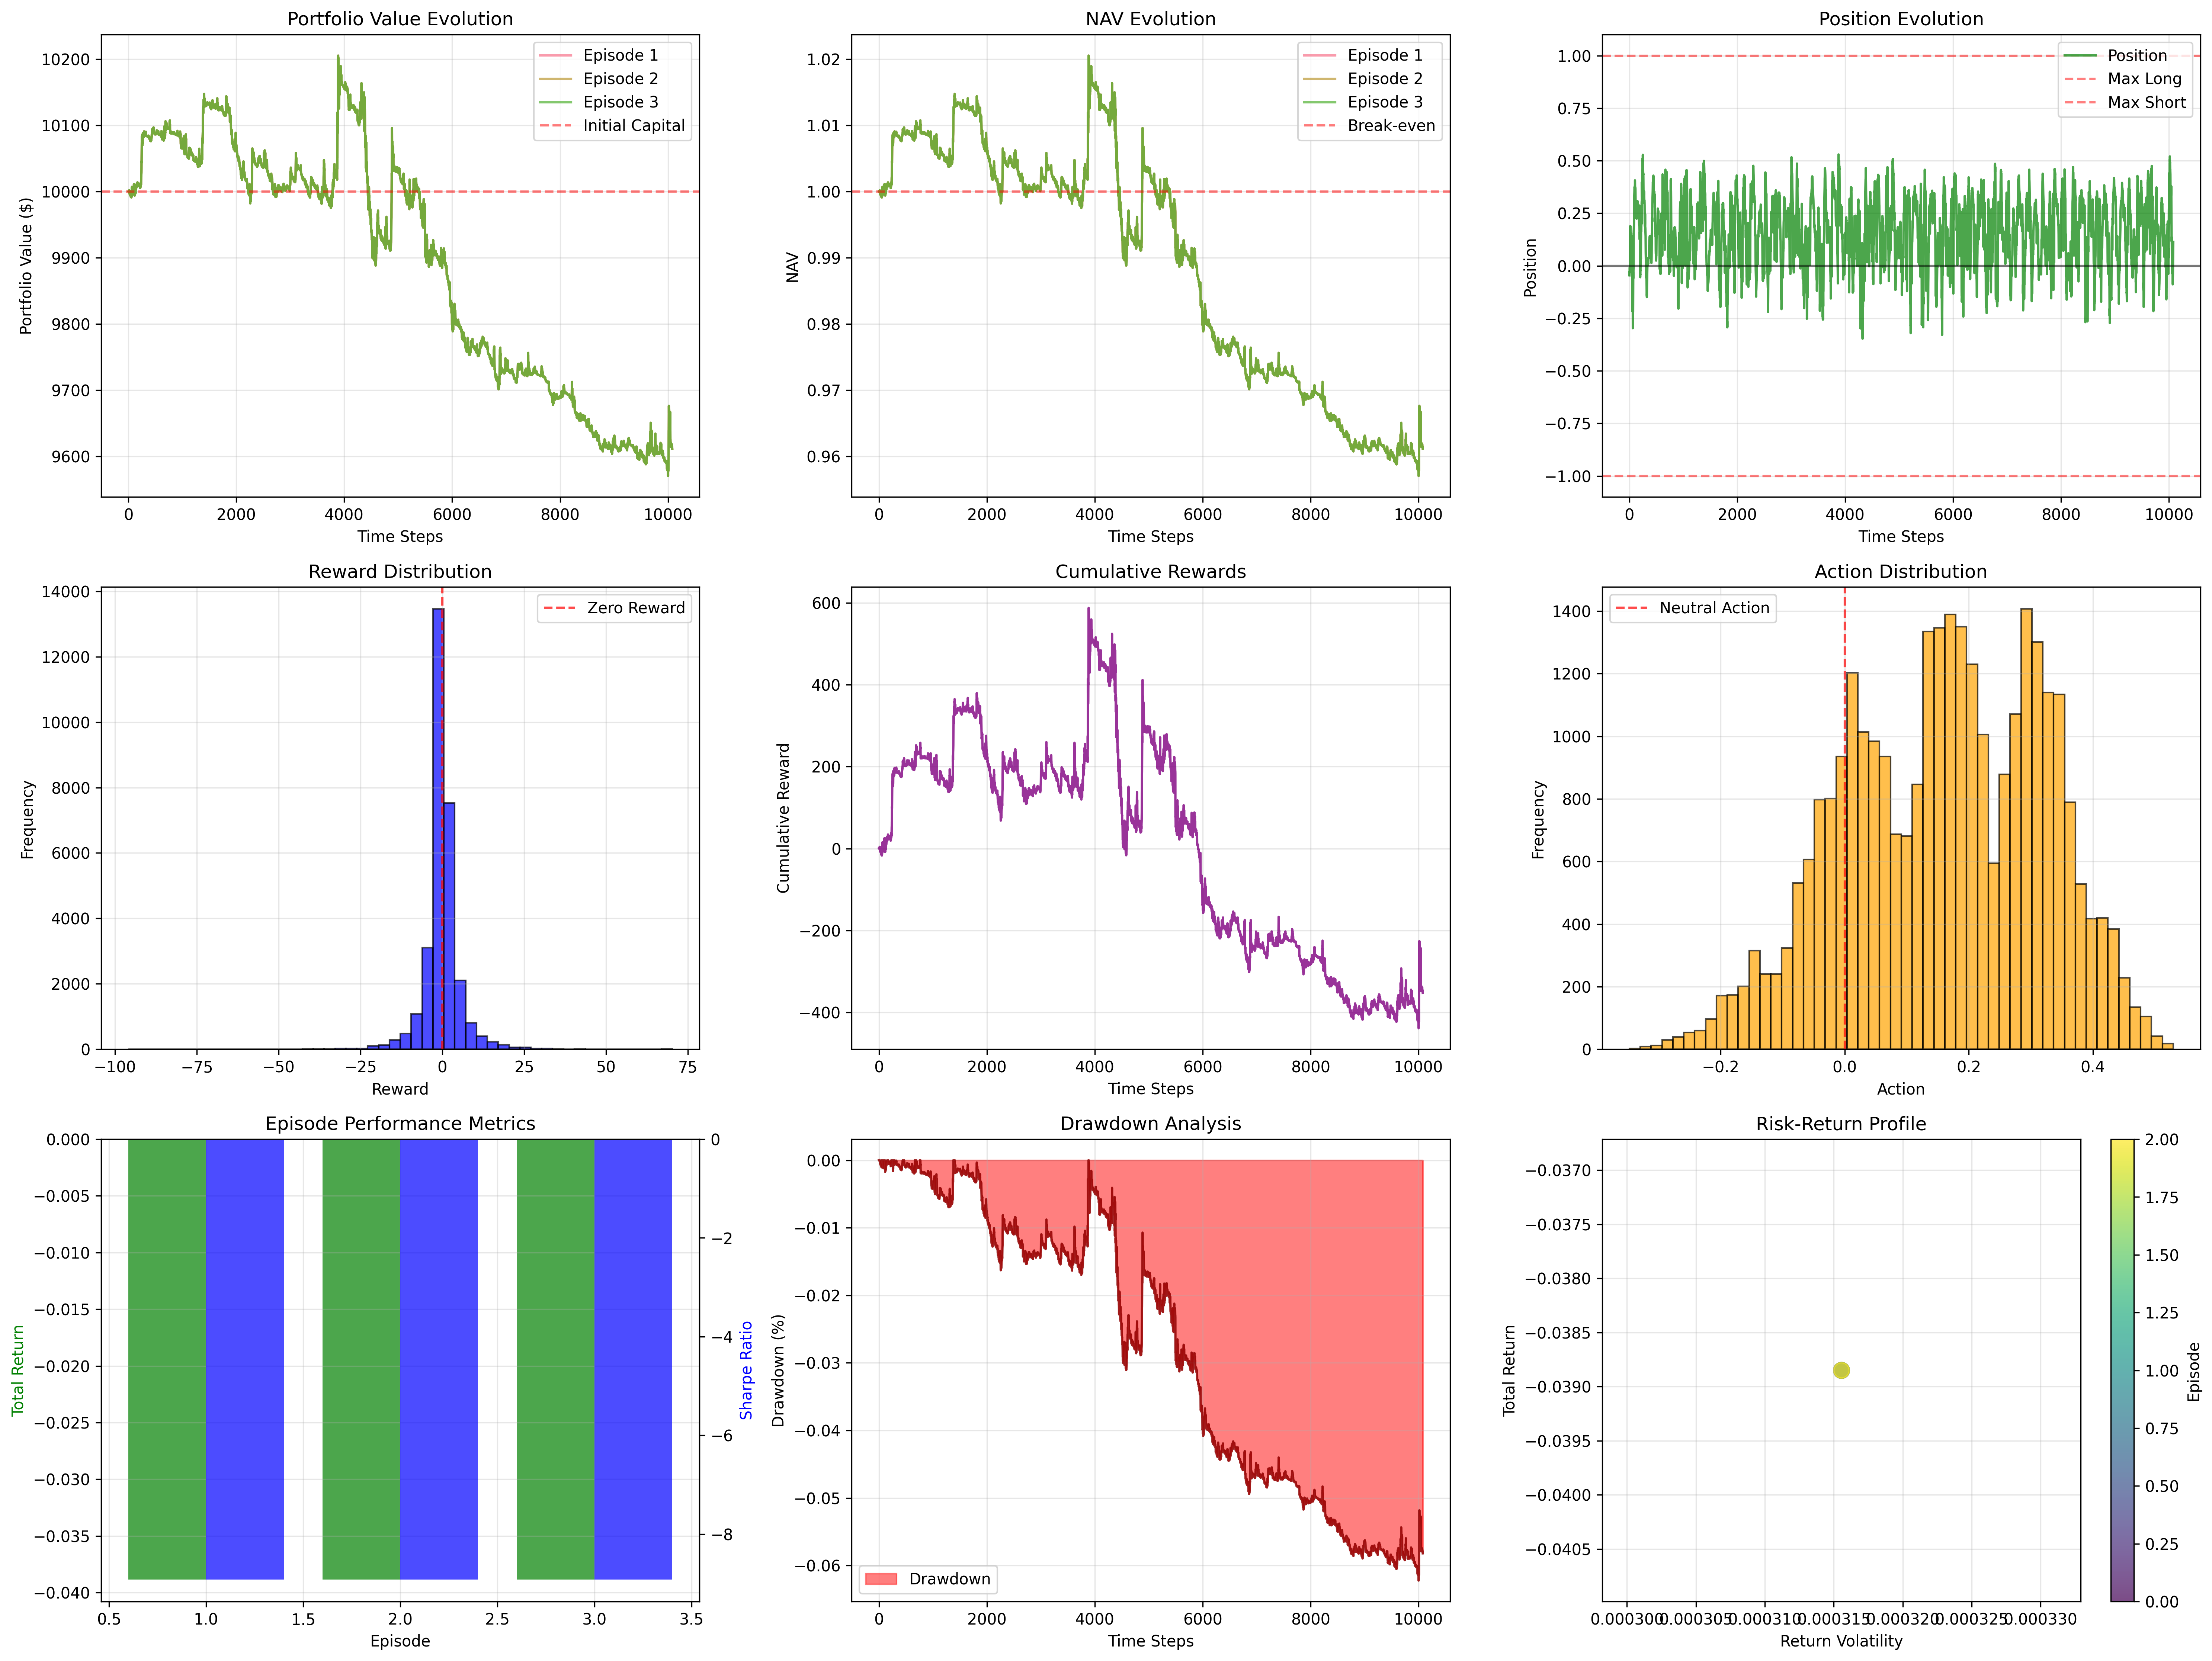 Portfolio Value Evolution
Portfolio Value ($)
10200
10100
10000
9900
9800
9700
9600
Episode 1
Episode 2
Episode 3
Initial Capital
0 2000 4000 6000 8000 10000
Time Steps
NAV Evolution
NAV
1.02
1.01
1.00
0.99
0.98
0.97
0.96
Episode 1
Episode 2
Episode 3
Break-even
0 2000 4000 6000 8000 10000
Time Steps
Position Evolution
Position
1.00
0.75
0.50
0.25
0.00
−0.25
−0.50
−0.75
−1.00
Position
Max Long
Max Short
0 2000 4000 6000 8000 10000
Time Steps
Reward Distribution
Frequency
14000
12000
10000
8000
6000
4000
2000
0
Zero Reward
−100 −75 −50 −25 0 25 50 75
Reward
Cumulative Rewards
Cumulative Reward
600
400
200
0
−200
−400
0 2000 4000 6000 8000 10000
Time Steps
Action Distribution
Frequency
1400
1200
1000
800
600
400
200
0
Neutral Action
−0.2 0.0 0.2 0.4
Action
Episode Performance Metrics
Total Return
0.000
−0.005
−0.010
−0.015
−0.020
−0.025
−0.030
−0.035
−0.040
0
−2
−4
−6
−8
Sharpe Ratio
0.5 1.0 1.5 2.0 2.5 3.0 3.5
Episode
Drawdown Analysis
Drawdown (%)
0.00
−0.01
−0.02
−0.03
−0.04
−0.05
−0.06
Drawdown
0 2000 4000 6000 8000 10000
Time Steps
Risk-Return Profile
Total Return
−0.0370
−0.0375
−0.0380
−0.0385
−0.0390
−0.0395
−0.0400
−0.0405
0.000300 0.000305 0.000310 0.000315 0.000320 0.000325 0.000330
Return Volatility
2.00
1.75
1.50
1.25
1.00
0.75
0.50
0.25
0.00
Episode